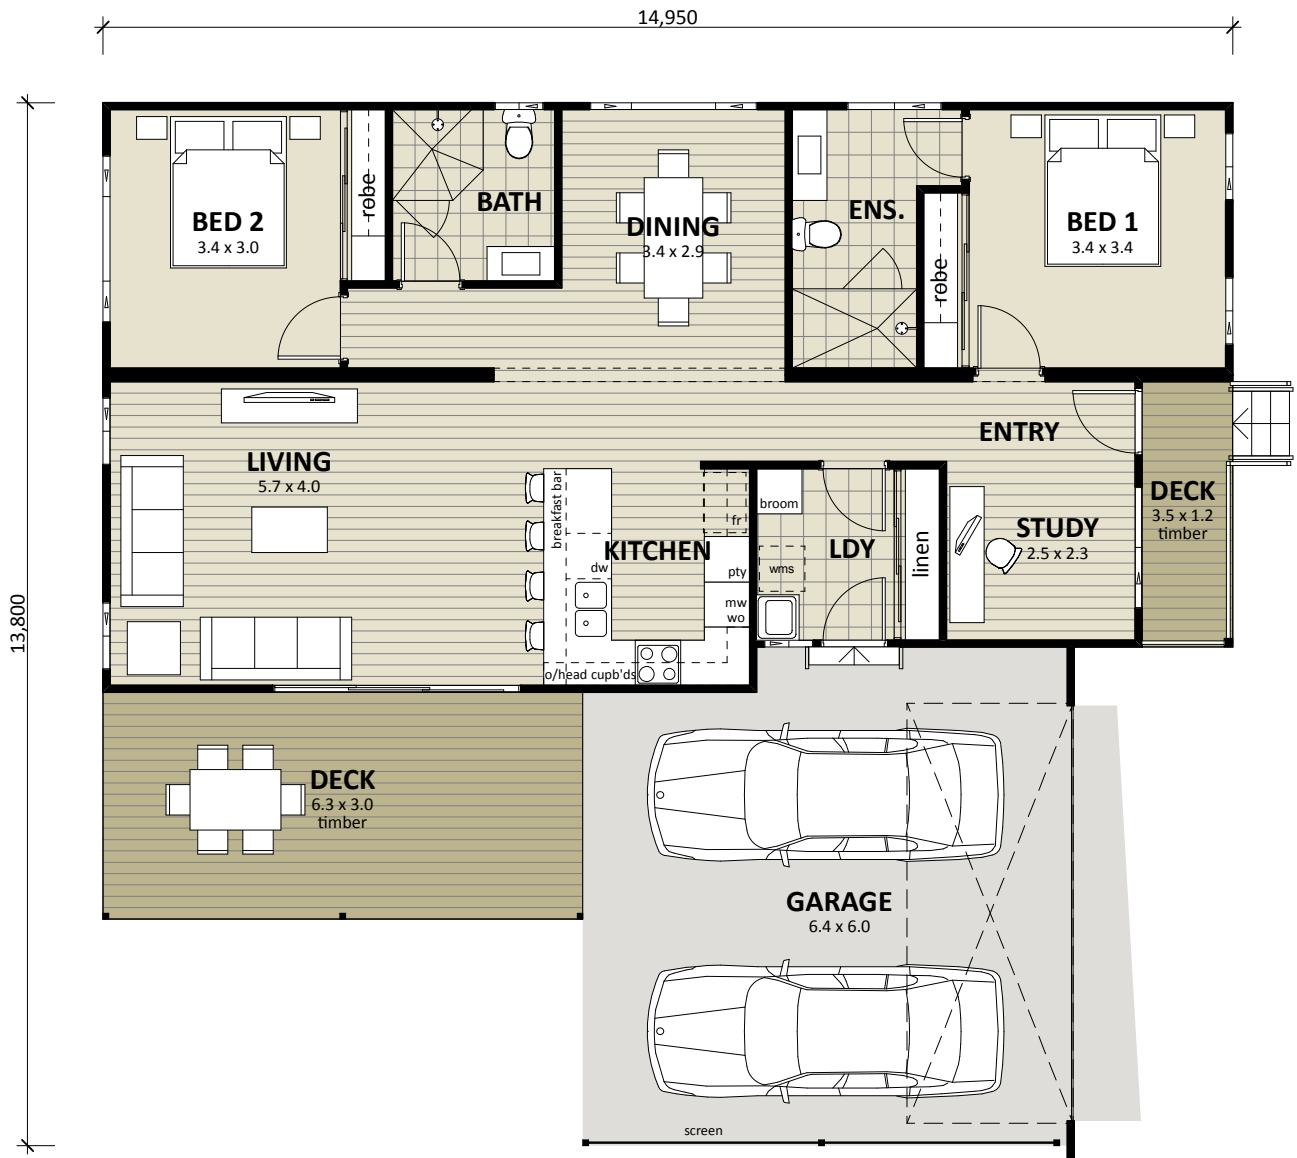 14,950
13,800
BED 2
3.4 x 3.0
robe
BATH
DINING
3.4 x 2.9
ENS.
robe
BED 1
3.4 x 3.4
LIVING
5.7 x 4.0
ENTRY
breakfast bar
KITCHEN
dw
fr
pty
mw
wo
o/head cupb'ds
broom
wms
LDY
linen
STUDY
2.5 x 2.3
DECK
3.5 x 1.2
timber
DECK
6.3 x 3.0
timber
GARAGE
6.4 x 6.0
screen